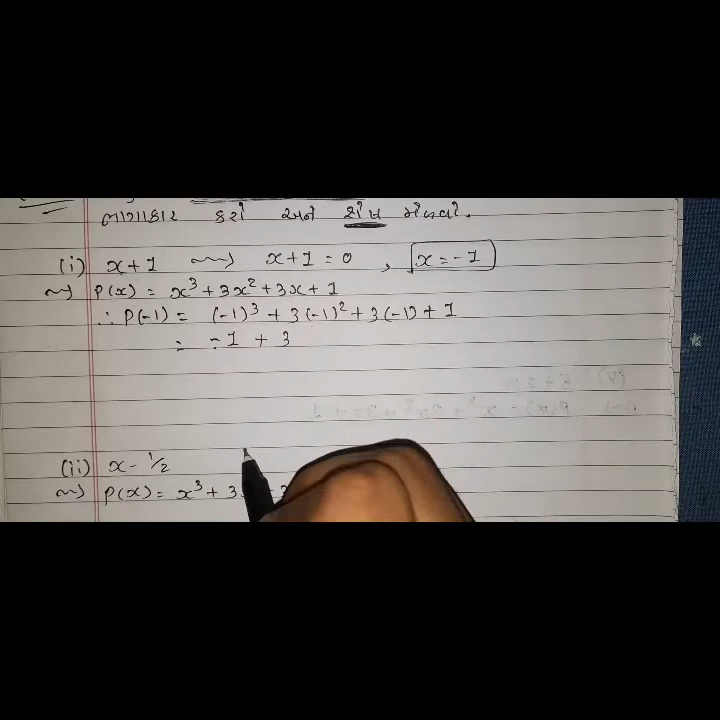 ભાગાકાર કરો અને શેષ મેળવો.
(i) x+1 ⟿ x+1 = 0 , x = -1
⟿ P(x) = x³ + 3x² + 3x + 1
∴ P(-1) = (-1)³ + 3(-1)² + 3(-1) + 1
= -1 + 3
(ii) x - 1/2
⟿ P(x) = x³ + 3